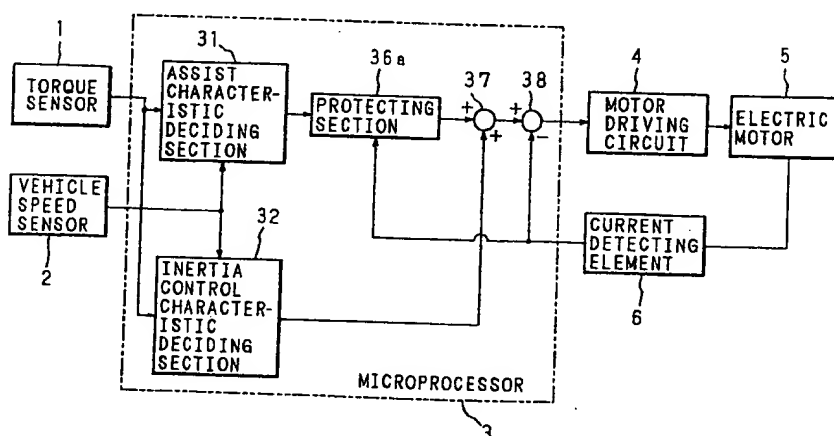 1
TORQUE
SENSOR
VEHICLE
SPEED
SENSOR
2
31
ASSIST
CHARACTER-
ISTIC
DECIDING
SECTION
36a
PROTECTING
SECTION
37
+
+
38
+
−
4
MOTOR
DRIVING
CIRCUIT
5
ELECTRIC
MOTOR
32
INERTIA
CONTROL
CHARACTER-
ISTIC
DECIDING
SECTION
CURRENT
DETECTING
ELEMENT
6
MICROPROCESSOR
3